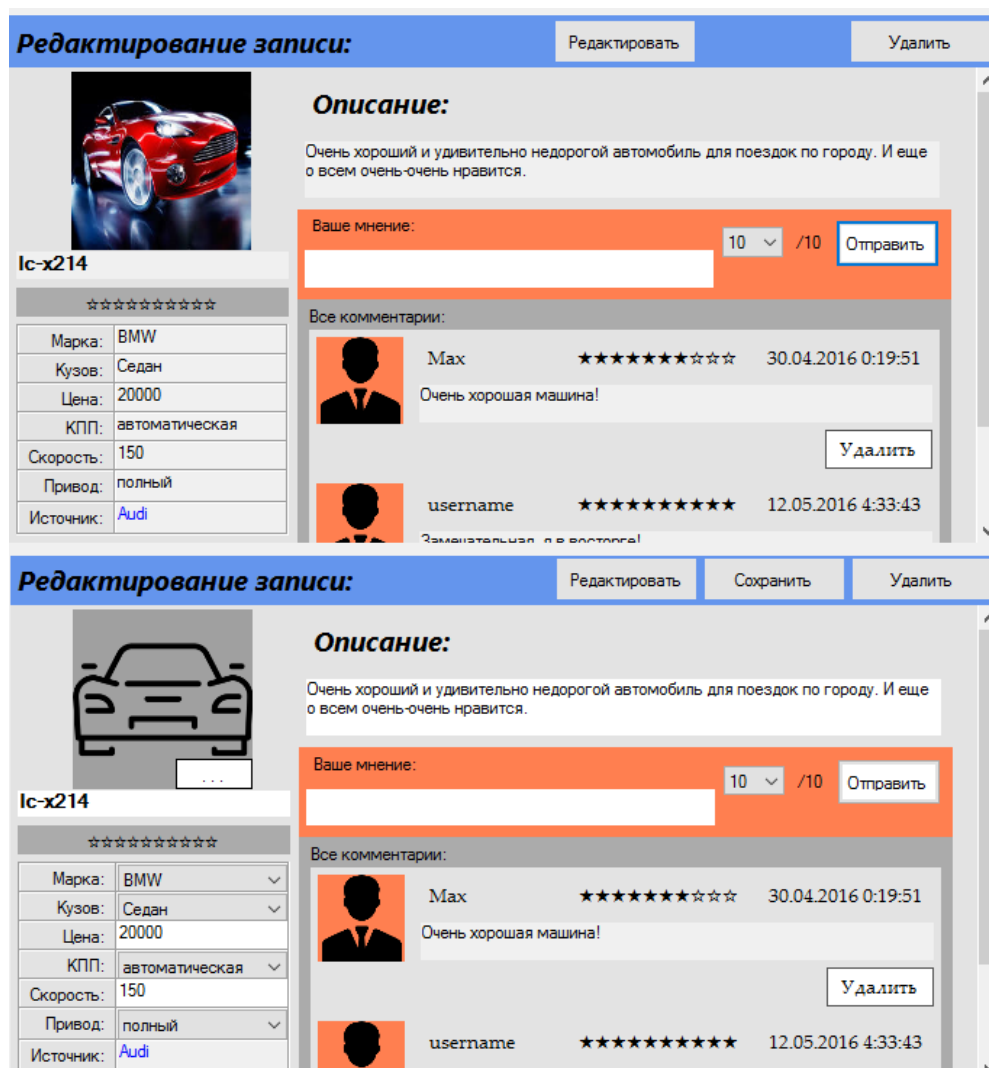 Редактирование записи:
Редактировать
Удалить
Описание:
Очень хороший и удивительно недорогой автомобиль для поездок по городу. И еще
о всем очень-очень нравится.
Ваше мнение:
10 /10 Отправить
lc-x214
☆☆☆☆☆☆☆☆☆☆
Марка: BMW
Кузов: Седан
Цена: 20000
КПП: автоматическая
Скорость: 150
Привод: полный
Источник: Audi
Все комментарии:
Max ★★★★★★★☆☆☆ 30.04.2016 0:19:51
Очень хорошая машина!
Удалить
username ★★★★★★★★★★ 12.05.2016 4:33:43
Замечательная, я в восторге!
Редактирование записи:
Редактировать
Сохранить
Удалить
Описание:
Очень хороший и удивительно недорогой автомобиль для поездок по городу. И еще
о всем очень-очень нравится.
. . .
Ваше мнение:
10 /10 Отправить
lc-x214
☆☆☆☆☆☆☆☆☆☆
Марка: BMW
Кузов: Седан
Цена: 20000
КПП: автоматическая
Скорость: 150
Привод: полный
Источник: Audi
Все комментарии:
Max ★★★★★★★☆☆☆ 30.04.2016 0:19:51
Очень хорошая машина!
Удалить
username ★★★★★★★★★★ 12.05.2016 4:33:43